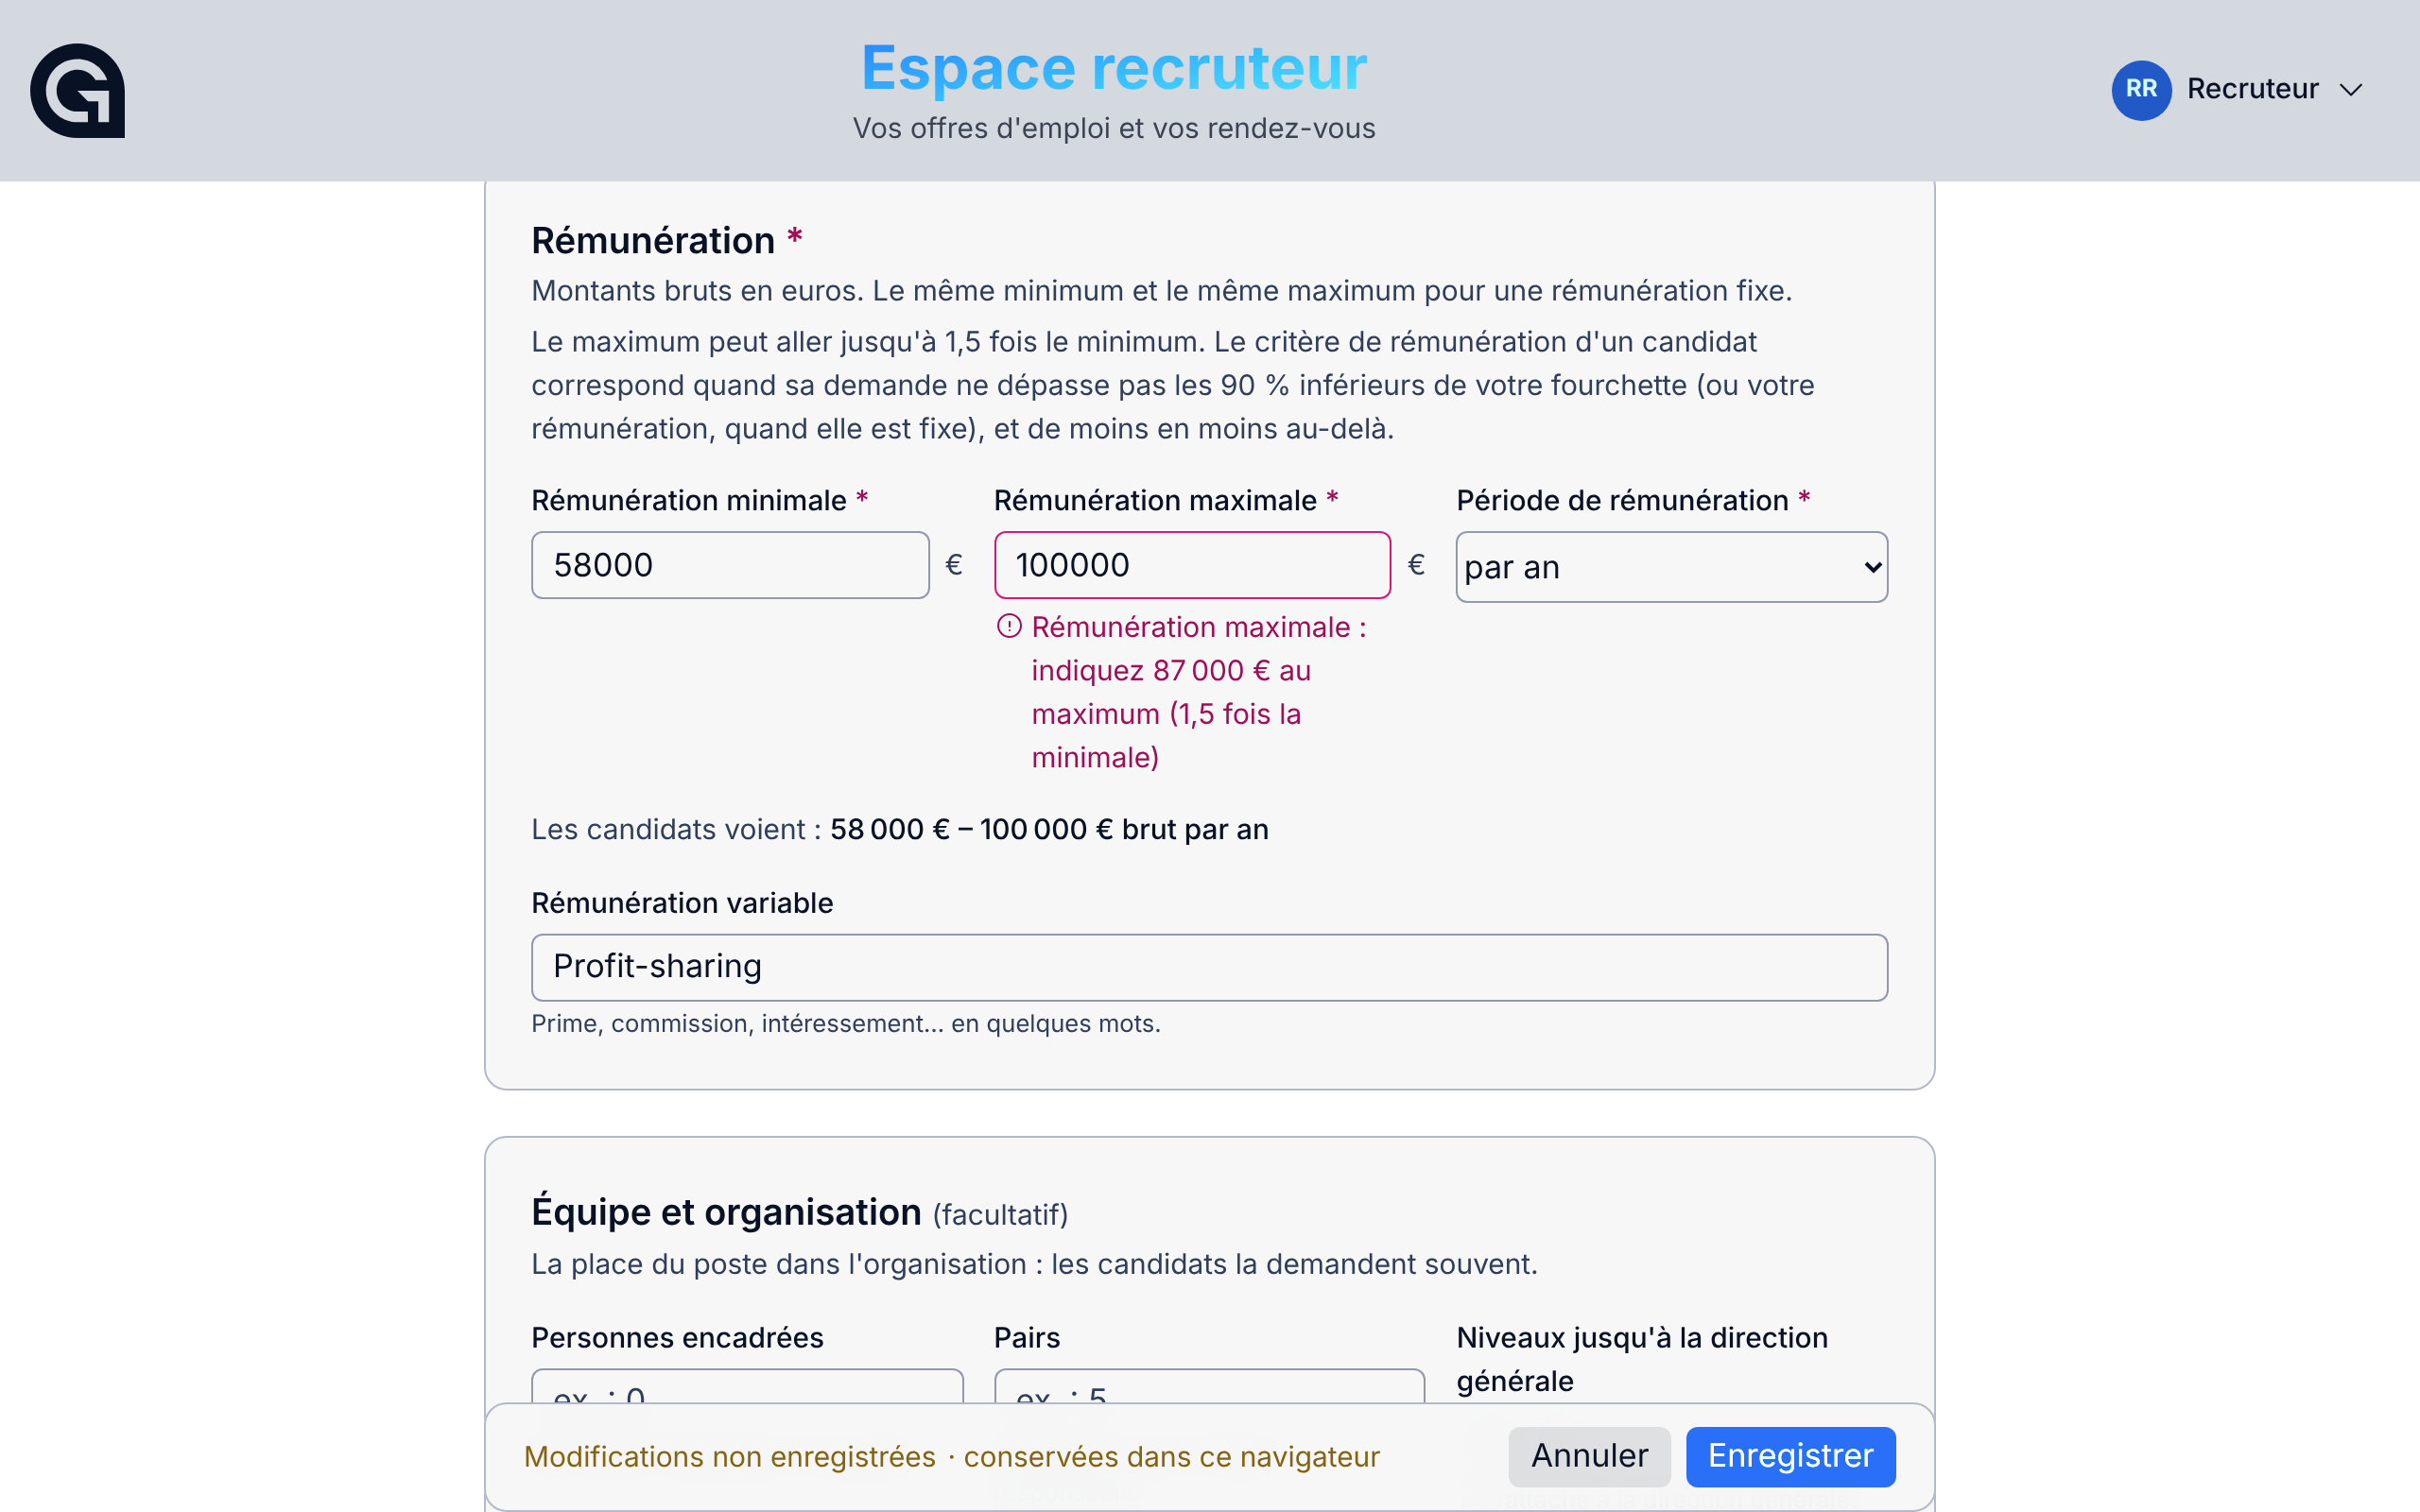 Espace recruteur
Vos offres d'emploi et vos rendez-vous
RR
Recruteur
Rémunération *
Montants bruts en euros. Le même minimum et le même maximum pour une rémunération fixe.
Le maximum peut aller jusqu'à 1,5 fois le minimum. Le critère de rémunération d'un candidat
correspond quand sa demande ne dépasse pas les 90 % inférieurs de votre fourchette (ou votre
rémunération, quand elle est fixe), et de moins en moins au-delà.
Rémunération minimale *
58000 €
Rémunération maximale *
100000 €
Rémunération maximale :
indiquez 87 000 € au
maximum (1,5 fois la
minimale)
Période de rémunération *
par an
Les candidats voient : 58 000 € – 100 000 € brut par an
Rémunération variable
Profit-sharing
Prime, commission, intéressement... en quelques mots.
Équipe et organisation (facultatif)
La place du poste dans l'organisation : les candidats la demandent souvent.
Personnes encadrées
ex. : 0
Pairs
ex. : 5
Niveaux jusqu'à la direction
générale
Modifications non enregistrées · conservées dans ce navigateur
Annuler
Enregistrer